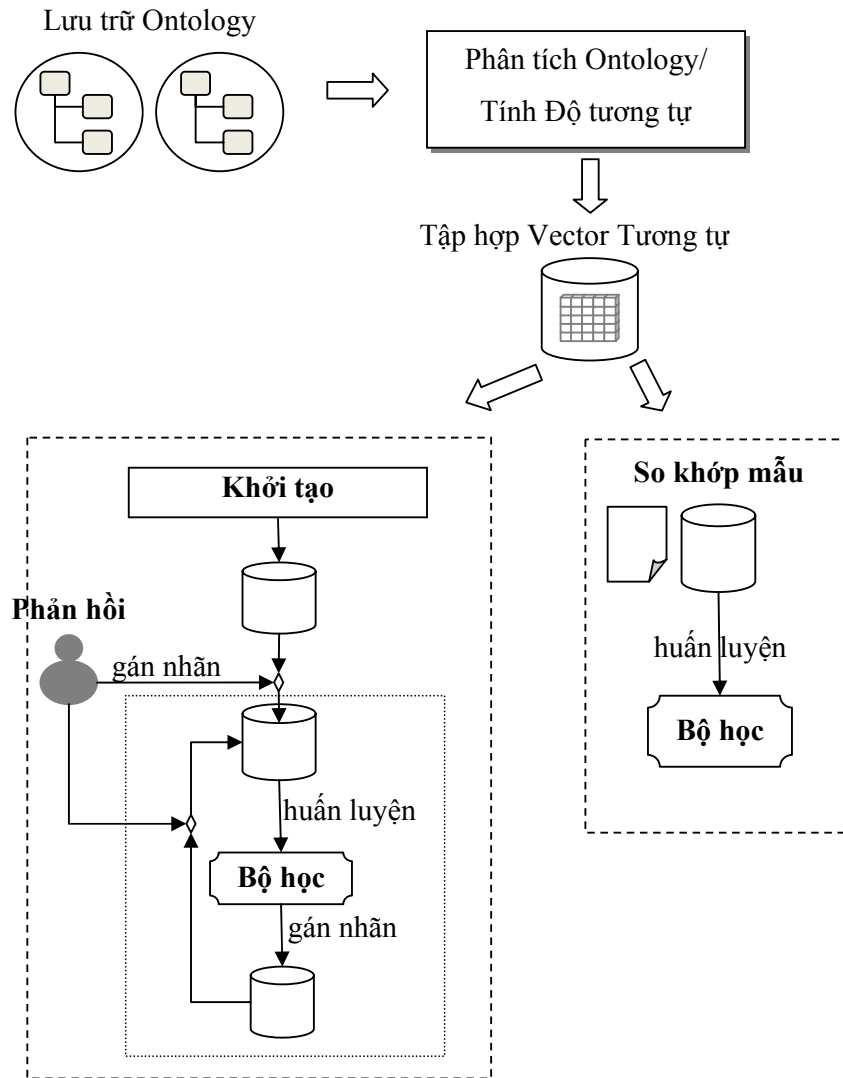 Lưu trữ Ontology
Phân tích Ontology/
Tính Độ tương tự
Tập hợp Vector Tương tự
Khởi tạo
Phản hồi
gán nhãn
huấn luyện
Bộ học
gán nhãn
So khớp mẫu
huấn luyện
Bộ học